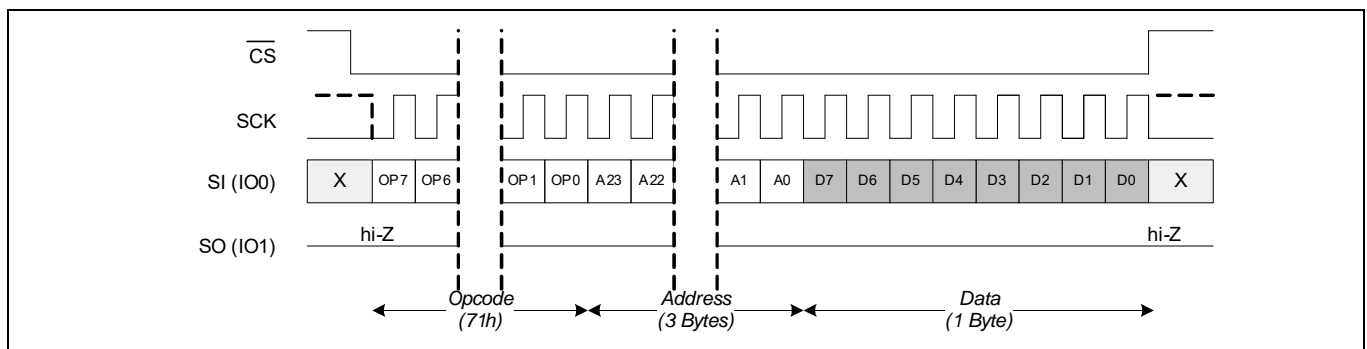 CS
SCK
SI (IO0) X OP7 OP6 OP1 OP0 A23 A22 A1 A0 D7 D6 D5 D4 D3 D2 D1 D0 X
hi-Z hi-Z
SO (IO1)
Opcode Address Data
(71h) (3 Bytes) (1 Byte)